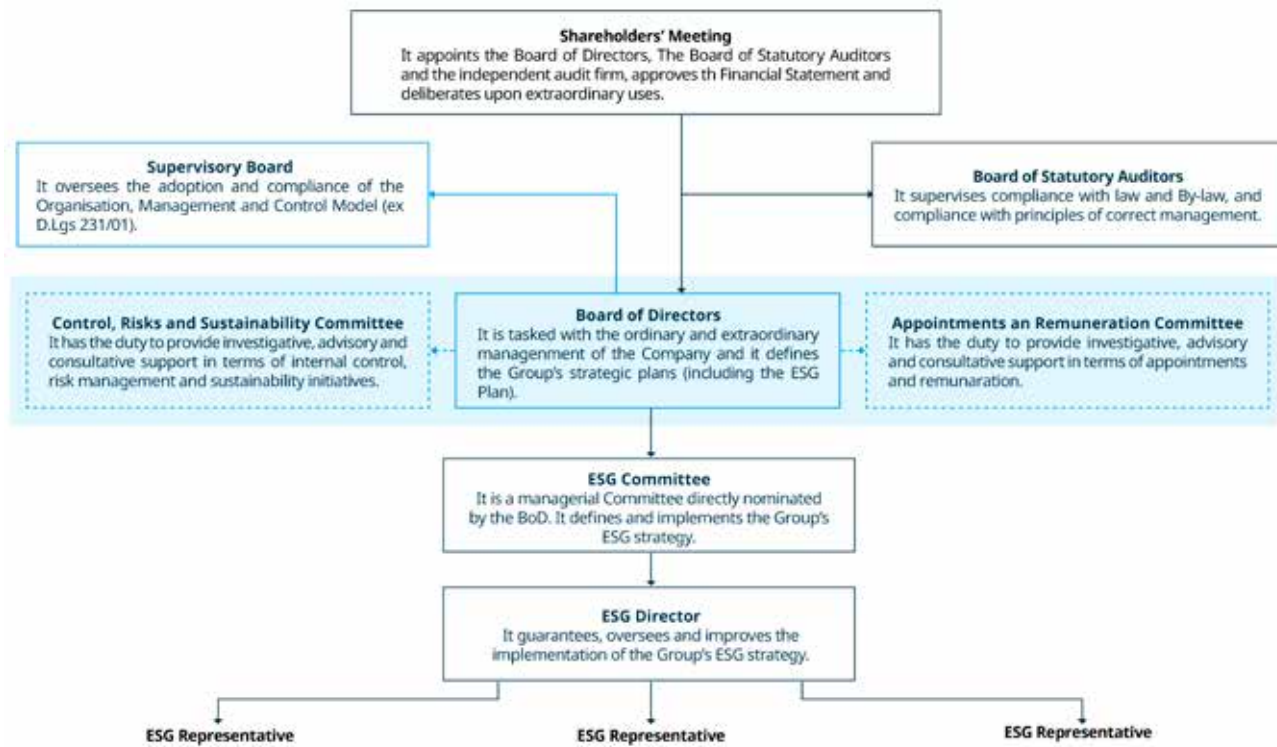 Shareholders' Meeting
It appoints the Board of Directors, The Board of Statutory Auditors
and the independent audit firm, approves th Financial Statement and
deliberates upon extraordinary uses.
Supervisory Board
It oversees the adoption and compliance of the
Organisation, Management and Control Model (ex
D.Lgs 231/01).
Board of Statutory Auditors
It supervises compliance with law and By-law, and
compliance with principles of correct management.
Control, Risks and Sustainability Committee
It has the duty to provide investigative, advisory and
consultative support in terms of internal control,
risk management and sustainability initiatives.
Board of Directors
It is tasked with the ordinary and extraordinary
managenment of the Company and it defines
the Group's strategic plans (including the ESG
Plan).
Appointments an Remuneration Committee
It has the duty to provide investigative, advisory
and consultative support in terms of appointments
and remunaration.
ESG Committee
It is a managerial Committee directly nominated
by the BoD. It defines and implements the Group's
ESG strategy.
ESG Director
It guarantees, oversees and improves the
implementation of the Group's ESG strategy.
ESG Representative
ESG Representative
ESG Representative